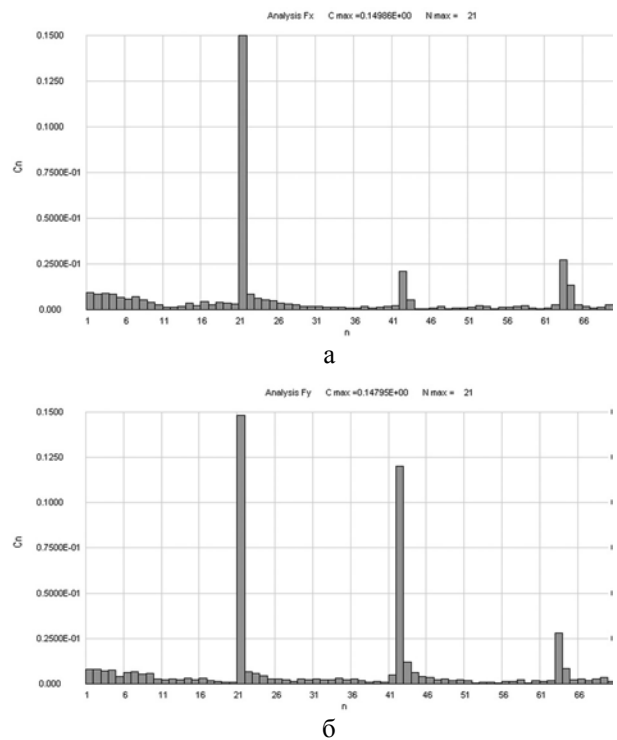 Analysis Fx C max =0.14986E+00 N max = 21
0.1500
0.1250
0.1000
0.7500E-01
0.5000E-01
0.2500E-01
0.000
Cn
1 6 11 16 21 26 31 36 41 46 51 56 61 66
n
а
Analysis Fy C max =0.14795E+00 N max = 21
0.1500
0.1250
0.1000
0.7500E-01
0.5000E-01
0.2500E-01
0.000
Cn
1 6 11 16 21 26 31 36 41 46 51 56 61 66
n
б